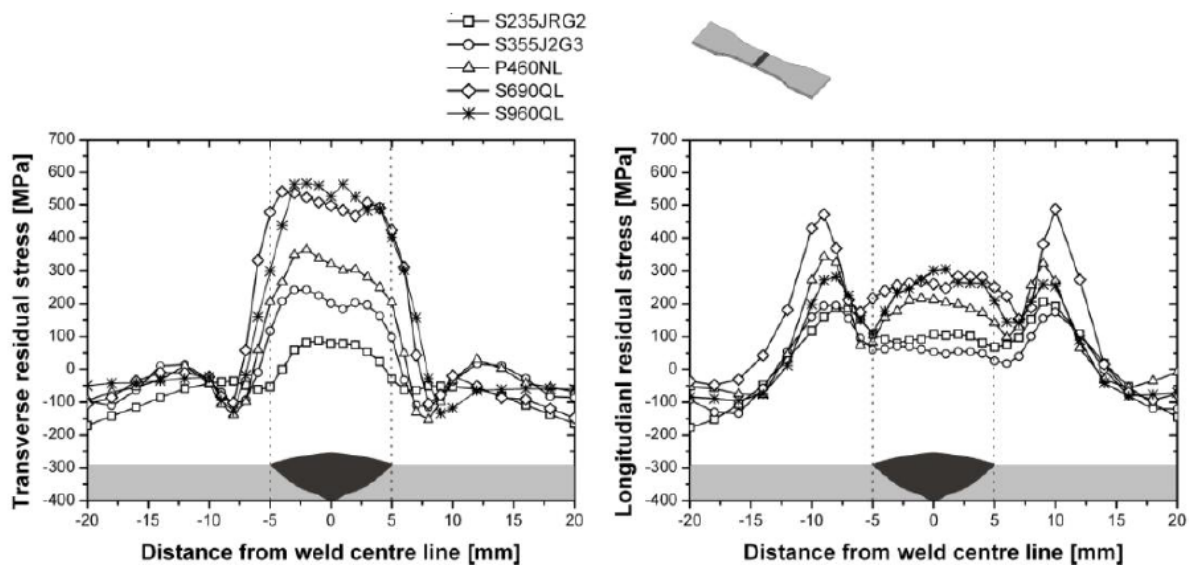 S235JRG2
S355J2G3
P460NL
S690QL
S960QL
Transverse residual stress [MPa]
700
600
500
400
300
200
100
0
-100
-200
-300
-400
-20 -15 -10 -5 0 5 10 15 20
Distance from weld centre line [mm]
Longitudianl residual stress [MPa]
700
600
500
400
300
200
100
0
-100
-200
-300
-400
-20 -15 -10 -5 0 5 10 15 20
Distance from weld centre line [mm]